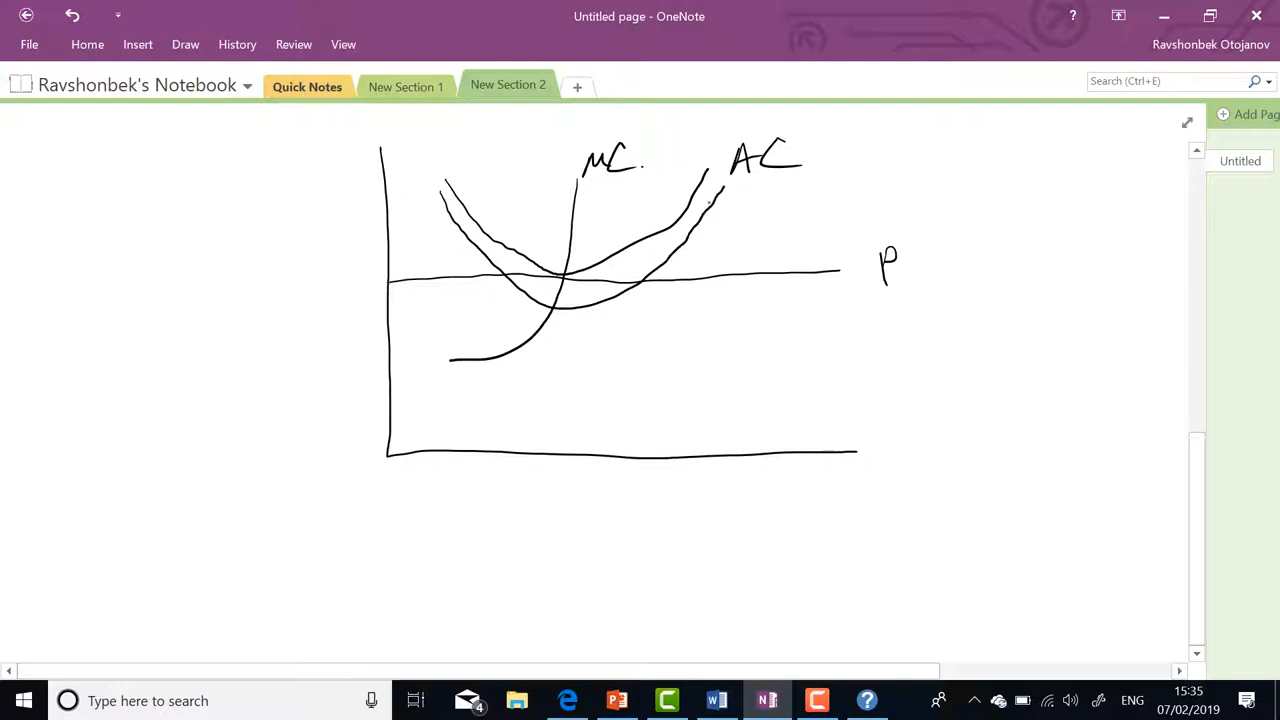 Untitled page - OneNote
?
File Home Insert Draw History Review View
Ravshonbek Otojanov
Ravshonbek's Notebook
Quick Notes
New Section 1
New Section 2
+
Search (Ctrl+E)
Add Pag
Untitled
MC.
AC
P
Type here to search
4
ENG
15:35
07/02/2019